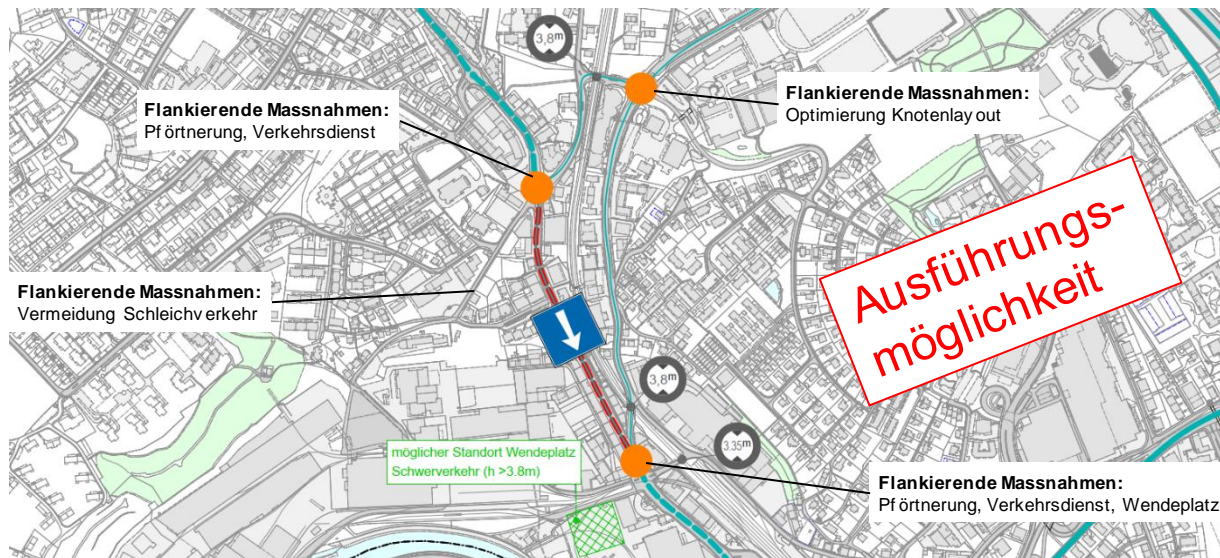 3,8m
Flankierende Massnahmen:
Pförtnerung, Verkehrsdienst
Flankierende Massnahmen:
Optimierung Knotenlayout
Ausführungs-
möglichkeit
Flankierende Massnahmen:
Vermeidung Schleichverkehr
3,8m
3.35m
möglicher Standort Wendeplatz
Schwerverkehr (h >3.8m)
Flankierende Massnahmen:
Pförtnerung, Verkehrsdienst, Wendeplatz